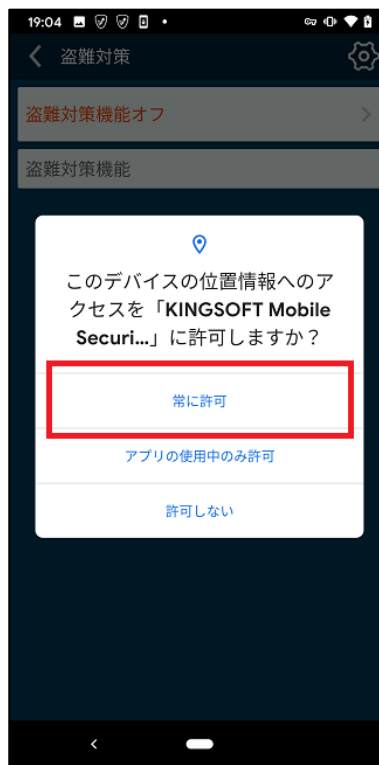 19:04
盗難対策
盗難対策機能オフ
盗難対策機能
このデバイスの位置情報へのア
クセスを「KINGSOFT Mobile
Securi...」に許可しますか？
常に許可
アプリの使用中のみ許可
許可しない